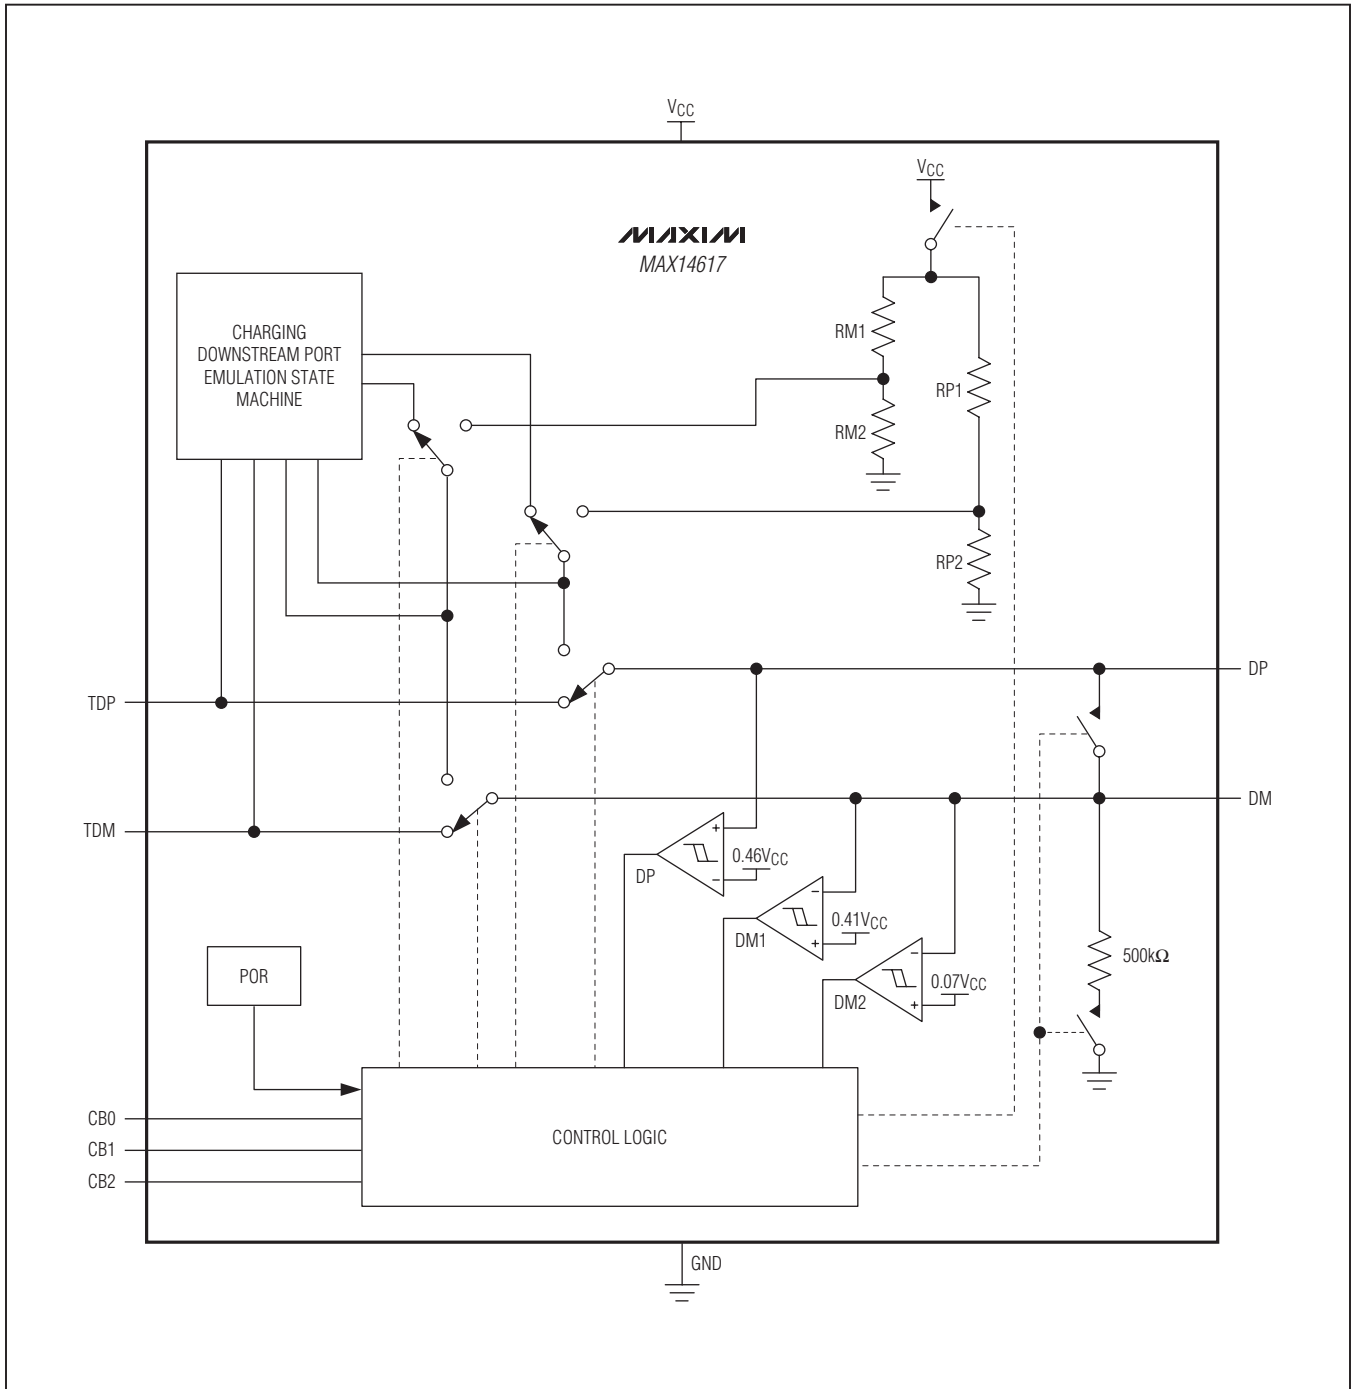 VCC
VCC
MAXIM
MAX14617
CHARGING
DOWNSTREAM PORT
EMULATION STATE
MACHINE
RM1
RP1
RM2
RP2
DP
TDP
DM
TDM
+
0.46VCC
DP
−
−
0.41VCC
DM1
+
−
500kΩ
POR
0.07VCC
DM2
+
CB0
CONTROL LOGIC
CB1
CB2
GND